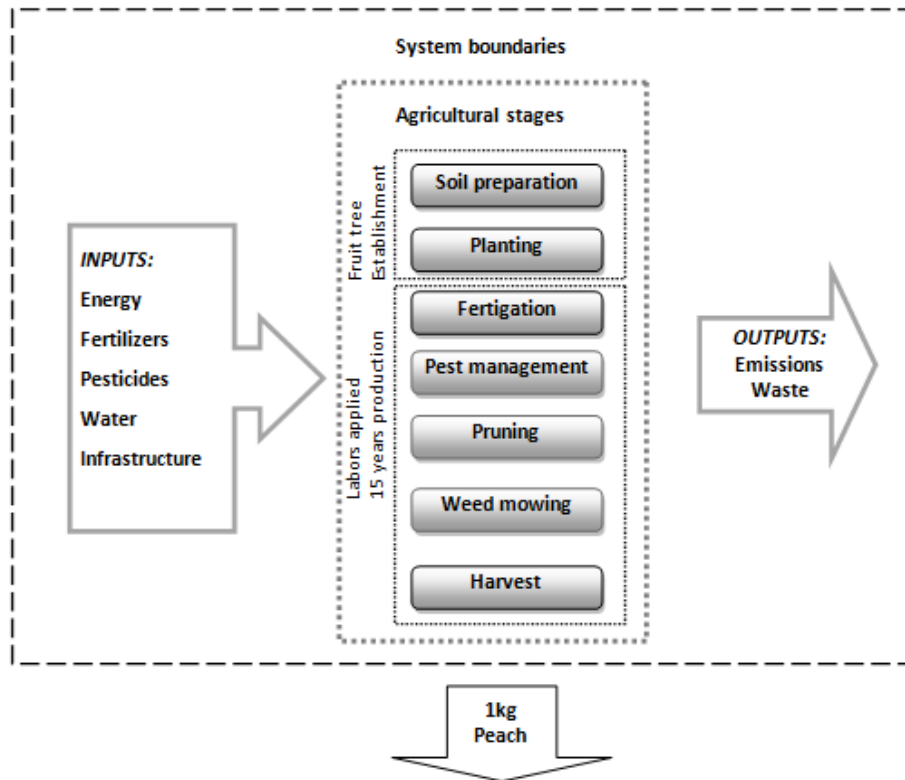 System boundaries
Agricultural stages
Fruit tree
Establishment
Soil preparation
Planting
Labors applied
15 years production
Fertigation
Pest management
Pruning
Weed mowing
Harvest
INPUTS:
Energy
Fertilizers
Pesticides
Water
Infrastructure
OUTPUTS:
Emissions
Waste
1kg
Peach